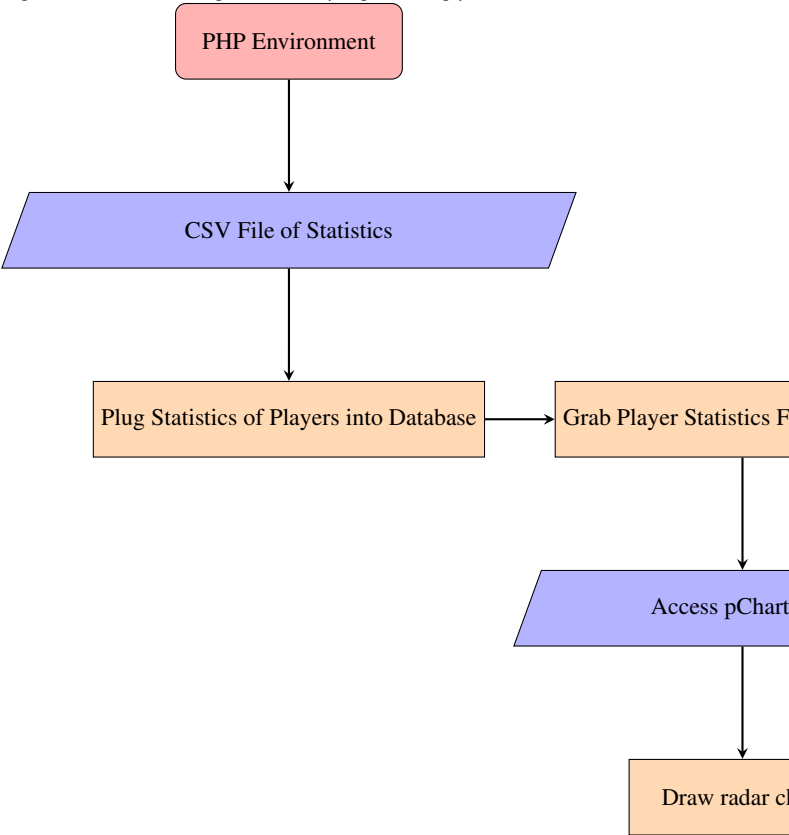 PHP Environment
CSV File of Statistics
Plug Statistics of Players into Database
Grab Player Statistics
Access pChart
Draw radar